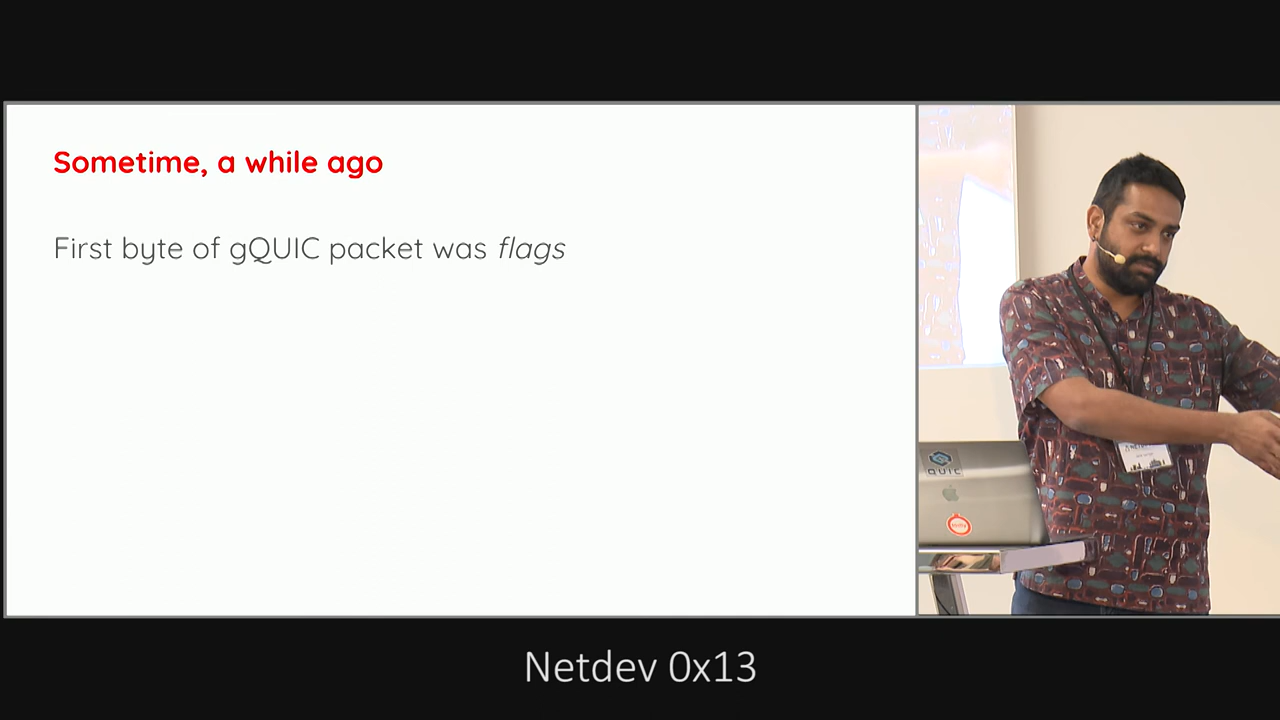 Sometime, a while ago
First byte of gQUIC packet was flags
QUIC
Netdev 0x13